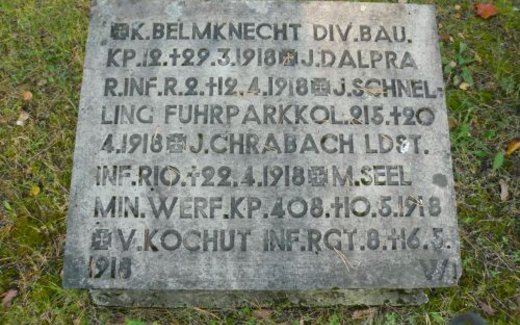 ✠K.BELMKNECHT DIV.BAU.
KP.12.†29.3.1918✠J.DALPRA
R.INF.R.2.†12.4.1918✠J.SCHNEL-
LING FUHRPARKKOL.215.†20
4.1918✠J.CHRABACH LDST.
INF.R10.†22.4.1918✠M.SEEL
MIN.WERF.KP.408.†10.5.1918
✠V.KOCHUT INF.RGT.8.†16.5.
1918 V/1